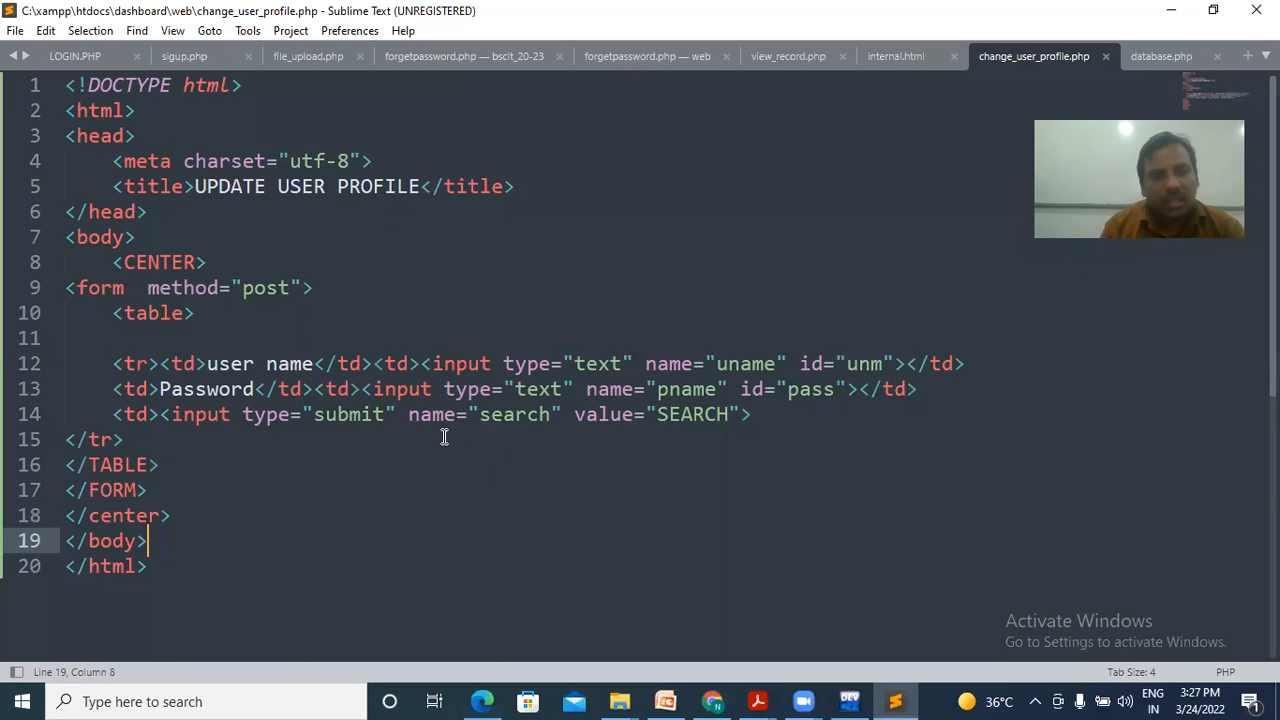 C:\xampp\htdocs\dashboard\web\change_user_profile.php - Sublime Text (UNREGISTERED)
File Edit Selection Find View Goto Tools Project Preferences Help
LOGIN.PHP sigup.php file_upload.php forgetpassword.php — bscit_20-23 forgetpassword.php — web view_record.php internal.html change_user_profile.php database.php
1 <!DOCTYPE html>
2 <html>
3 <head>
4 <meta charset="utf-8">
5 <title>UPDATE USER PROFILE</title>
6 </head>
7 <body>
8 <CENTER>
9 <form  method="post">
10 <table>
11
12 <tr><td>user name</td><td><input type="text" name="uname" id="unm"></td>
13 <td>Password</td><td><input type="text" name="pname" id="pass"></td>
14 <td><input type="submit" name="search" value="SEARCH">
15 </tr>
16 </TABLE>
17 </FORM>
18 </center>
19 </body>
20 </html>
Activate Windows
Go to Settings to activate Windows.
Line 19, Column 8 Tab Size: 4 PHP
Type here to search 36°C ENG IN 3:27 PM 3/24/2022 1